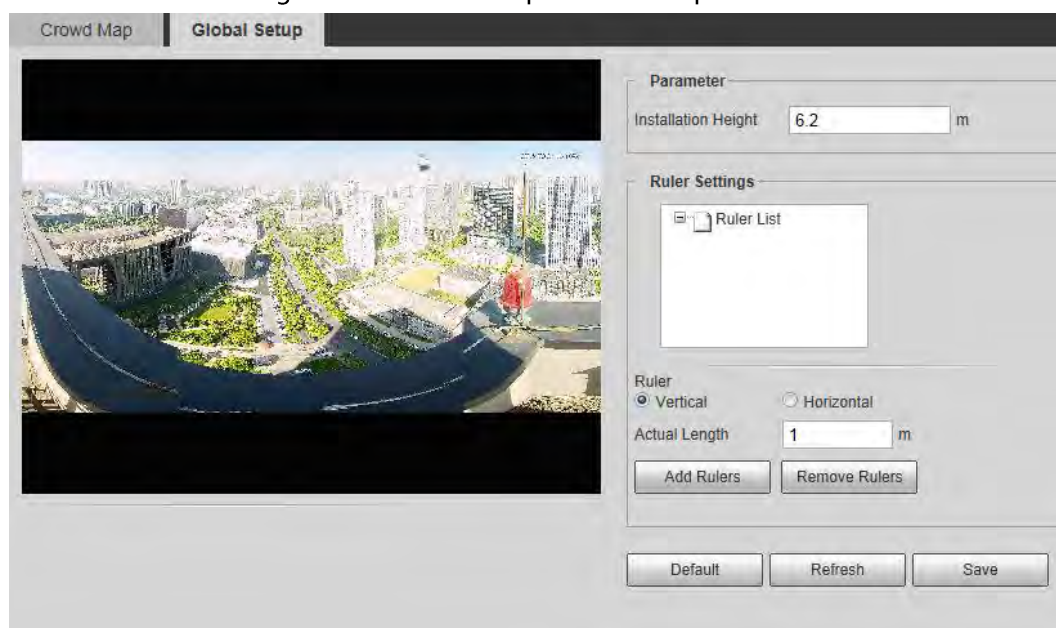 Crowd Map Global Setup
Parameter
Installation Height 6.2 m
Ruler Settings
Ruler List
Ruler
Vertical Horizontal
Actual Length 1 m
Add Rulers Remove Rulers
Default Refresh Save